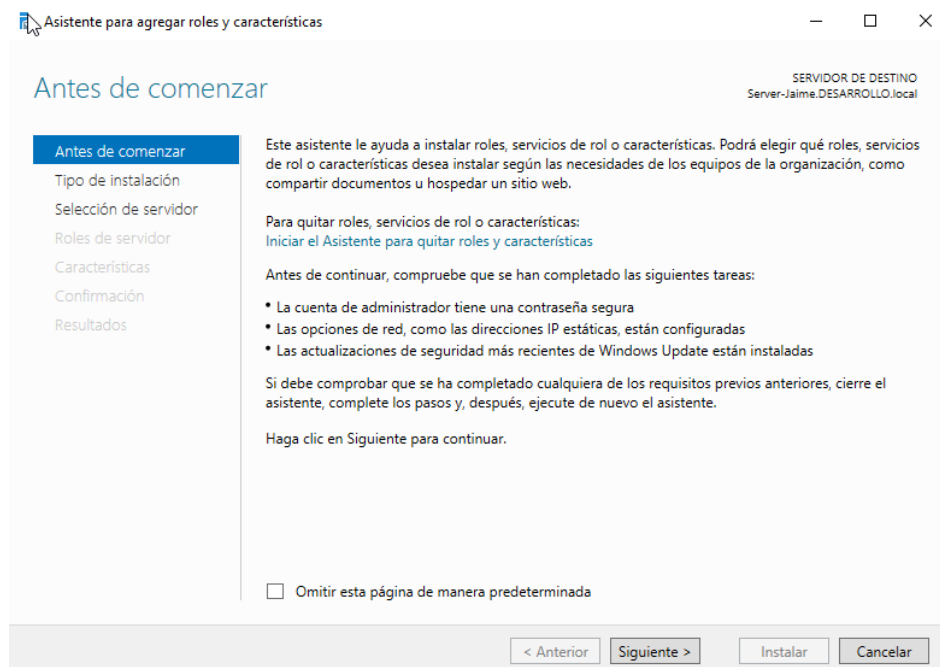 Asistente para agregar roles y características
Antes de comenzar
SERVIDOR DE DESTINO
Server-Jaime.DESARROLLO.local
Antes de comenzar
Tipo de instalación
Selección de servidor
Roles de servidor
Características
Confirmación
Resultados
Este asistente le ayuda a instalar roles, servicios de rol o características. Podrá elegir qué roles, servicios
de rol o características desea instalar según las necesidades de los equipos de la organización, como
compartir documentos u hospedar un sitio web.
Para quitar roles, servicios de rol o características:
Iniciar el Asistente para quitar roles y características
Antes de continuar, compruebe que se han completado las siguientes tareas:
• La cuenta de administrador tiene una contraseña segura
• Las opciones de red, como las direcciones IP estáticas, están configuradas
• Las actualizaciones de seguridad más recientes de Windows Update están instaladas
Si debe comprobar que se ha completado cualquiera de los requisitos previos anteriores, cierre el
asistente, complete los pasos y, después, ejecute de nuevo el asistente.
Haga clic en Siguiente para continuar.
Omitir esta página de manera predeterminada
< Anterior Siguiente > Instalar Cancelar